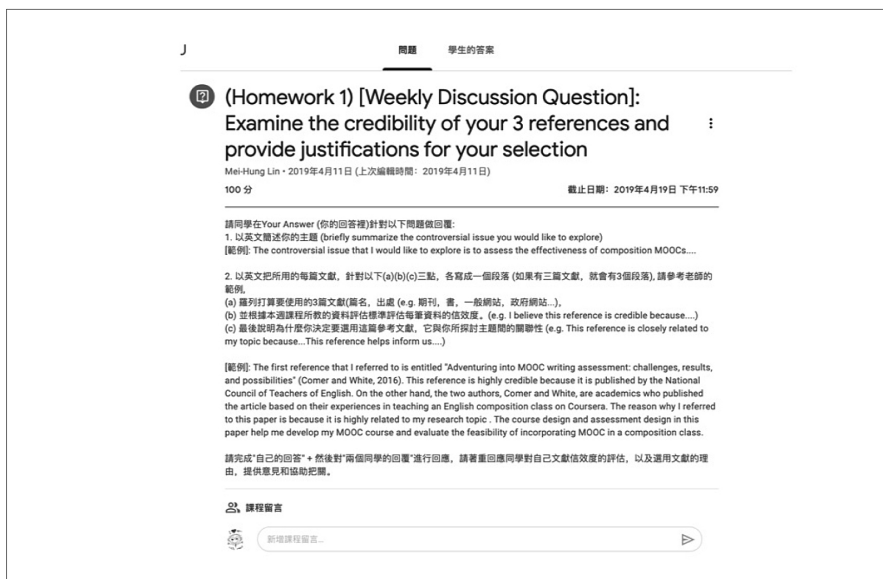 J
問題 學生的答案
(Homework 1) [Weekly Discussion Question]:
Examine the credibility of your 3 references and
provide justifications for your selection
Mei-Hung Lin • 2019年4月11日 (上次編輯時間：2019年4月11日)
100 分 截止日期：2019年4月19日 下午11:59
請同學在Your Answer (你的回答裡)針對以下問題做回覆:
1. 以英文簡述你的主題 (briefly summarize the controversial issue you would like to explore)
[範例]: The controversial issue that I would like to explore is to assess the effectiveness of composition MOOCs....
2. 以英文把所用的每篇文獻，針對以下(a)(b)(c)三點，各寫成一個段落 (如果有三篇文獻，就會有3個段落), 請參考老師的
範例,
(a) 羅列打算要使用的3篇文獻(篇名，出處 (e.g. 期刊，書，一般網站，政府網站...),
(b) 並根據本週課程所教的資料評估標準評估每筆資料的信效度。(e.g. I believe this reference is credible because....)
(c) 最後說明為什麼你決定要選用這篇參考文獻，它與你所探討主題間的關聯性 (e.g. This reference is closely related to
my topic because...This reference helps inform us....)
[範例]: The first reference that I referred to is entitled "Adventuring into MOOC writing assessment: challenges, results,
and possibilities" (Comer and White, 2016). This reference is highly credible because it is published by the National
Council of Teachers of English. On the other hand, the two authors, Comer and White, are academics who published
the article based on their experiences in teaching an English composition class on Coursera. The reason why I referred
to this paper is because it is highly related to my research topic . The course design and assessment design in this
paper help me develop my MOOC course and evaluate the feasibility of incorporating MOOC in a composition class.
請完成"自己的回答" + 然後對"兩個同學的回覆"進行回應，請著重回應同學對自己文獻信效度的評估，以及選用文獻的理
由，提供意見和協助把關。
課程留言
新增課程留言...